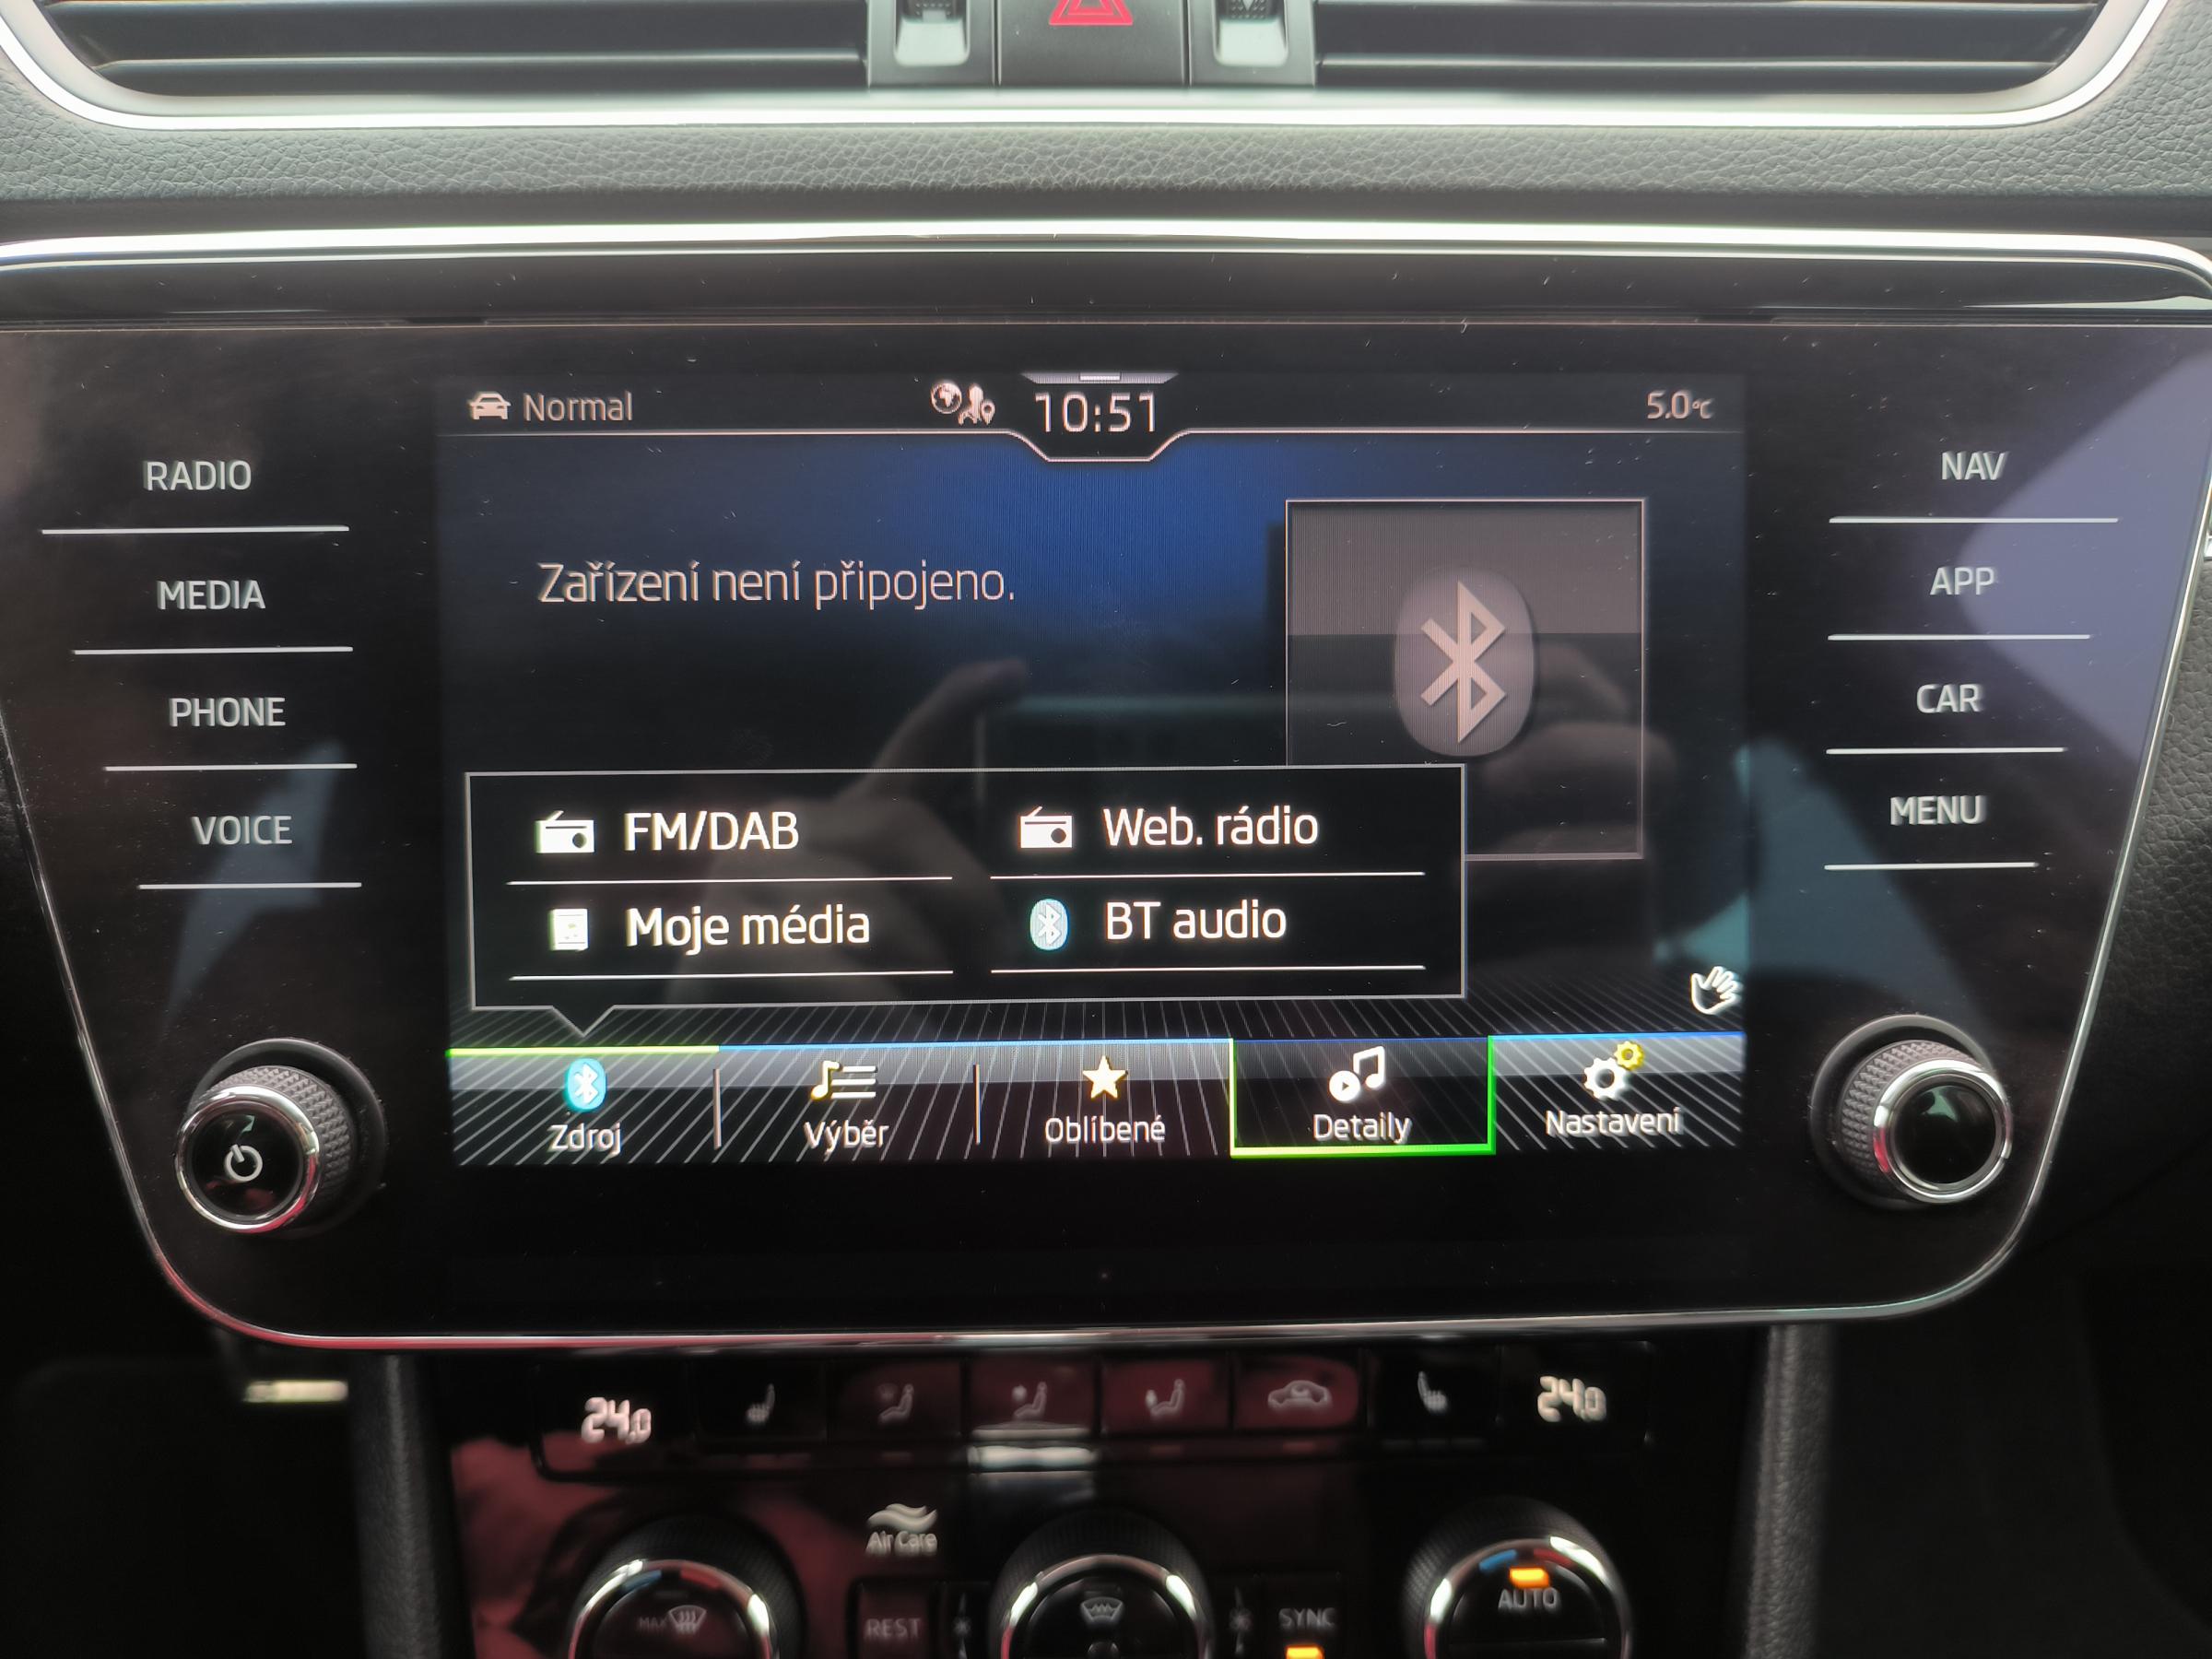 Normal
10:51
5.0°C
RADIO
MEDIA
PHONE
VOICE
NAV
APP
CAR
MENU
Zařízení není připojeno.
FM/DAB
Web. rádio
Moje média
BT audio
Zdroj
Výběr
Oblíbené
Detaily
Nastavení
24.0
24.0
Air Care
MAX
REST
SYNC
AUTO